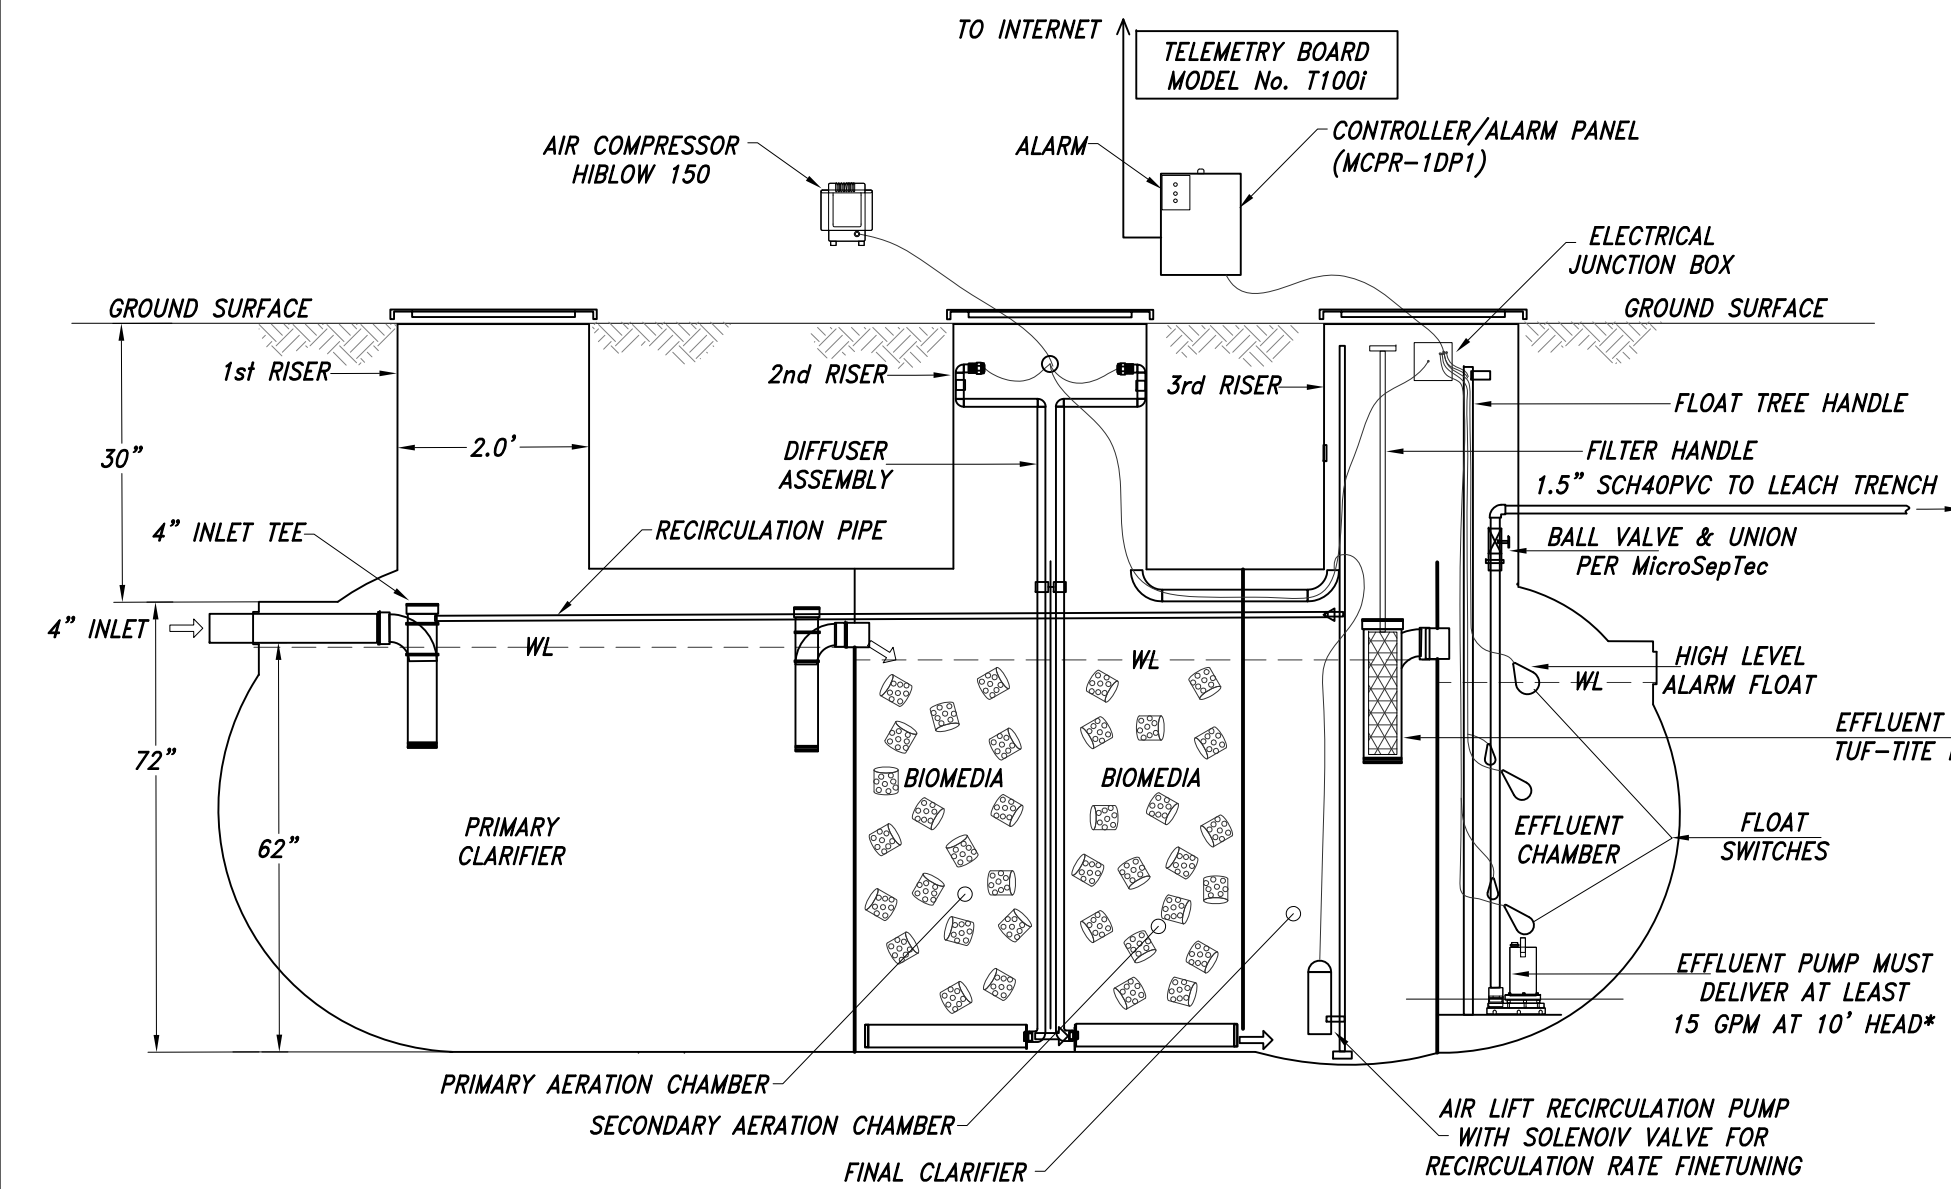 TO INTERNET
TELEMETRY BOARD
MODEL No. T100i
AIR COMPRESSOR
HIBLOW 150
ALARM
CONTROLLER/ALARM PANEL
(MCPR-1DP1)
ELECTRICAL
JUNCTION BOX
GROUND SURFACE
GROUND SURFACE
1st RISER
2nd RISER
3rd RISER
FLOAT TREE HANDLE
30"
2.0'
DIFFUSER
ASSEMBLY
FILTER HANDLE
1.5" SCH40PVC TO LEACH TRENCH
4" INLET TEE
RECIRCULATION PIPE
BALL VALVE & UNION
PER MicroSepTec
4" INLET
WL
WL
HIGH LEVEL
ALARM FLOAT
WL
EFFLUENT
TUF-TITE
72"
BIOMEDIA
BIOMEDIA
62"
PRIMARY
CLARIFIER
EFFLUENT
CHAMBER
FLOAT
SWITCHES
EFFLUENT PUMP MUST
DELIVER AT LEAST
15 GPM AT 10' HEAD*
PRIMARY AERATION CHAMBER
SECONDARY AERATION CHAMBER
FINAL CLARIFIER
AIR LIFT RECIRCULATION PUMP
WITH SOLENOIV VALVE FOR
RECIRCULATION RATE FINETUNING